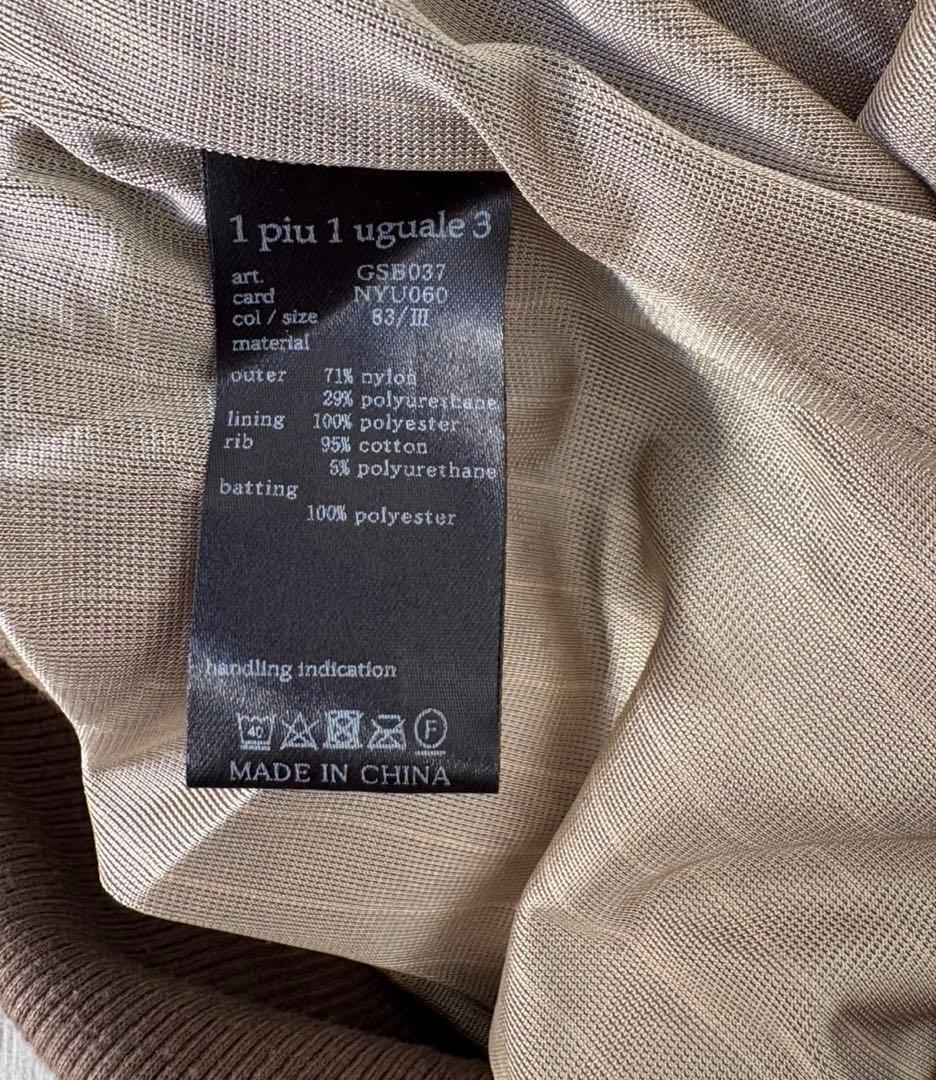 1 piu 1 uguale 3
art. GSB037
card NYU060
col / size 83/III
material
outer 71% nylon
29% polyurethane
lining 100% polyester
rib 95% cotton
5% polyurethane
batting
100% polyester
handling indication
40 F
MADE IN CHINA